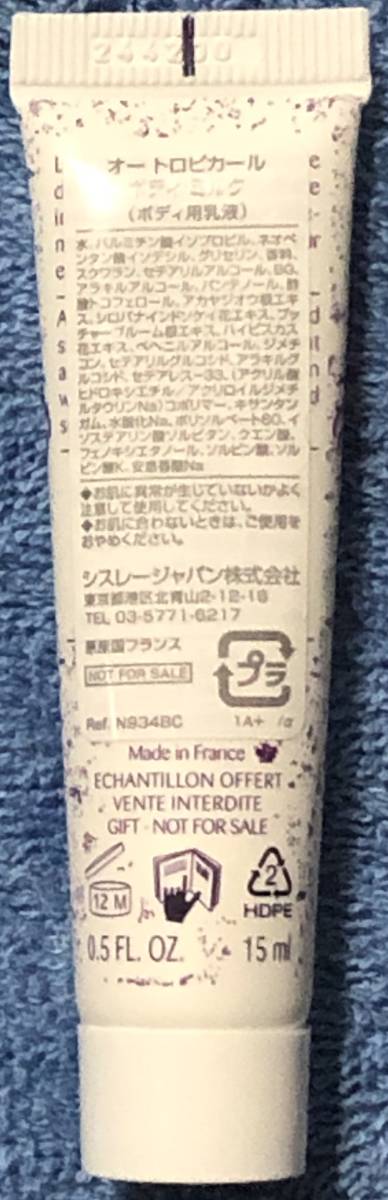 244200
オー トロピカール
ボディ ミルク
(ボディ用乳液)
水、パルミチン酸イソプロピル、ネオペ
ンタン酸イソデシル、グリセリン、香料、
スクワラン、セテアリルアルコール、BG、
アラキルアルコール、パンテノール、酢
酸トコフェロール、アカヤジオウ根エキ
ス、シロバナインドソケイ花エキス、ブッ
チャーブルーム根エキス、ハイビスカス
花エキス、ベヘニルアルコール、ジメチ
コン、セテアリルグルコシド、アラキルグ
ルコシド、セテアレス-33、(アクリル酸
ヒドロキシエチル/アクリロイルジメチ
ルタウリンNa)コポリマー、キサンタン
ガム、水酸化Na、ポリソルベート60、イ
ソステアリン酸ソルビタン、クエン酸、
フェノキシエタノール、ソルビン酸、ソル
ビン酸K、安息香酸Na
◆お肌に異常が生じていないかよく
注意して使用してください。
◆お肌に合わないときは、ご使用を
おやめください。
シスレージャパン株式会社
東京都港区北青山2-12-16
TEL 03-5771-6217
原産国フランス
NOT FOR SALE
プラ
Ref. N934BC 1A+ /α
Made in France
ECHANTILLON OFFERT -
VENTE INTERDITE
GIFT - NOT FOR SALE
12 M
2
HDPE
0.5 FL. OZ. 15 ml